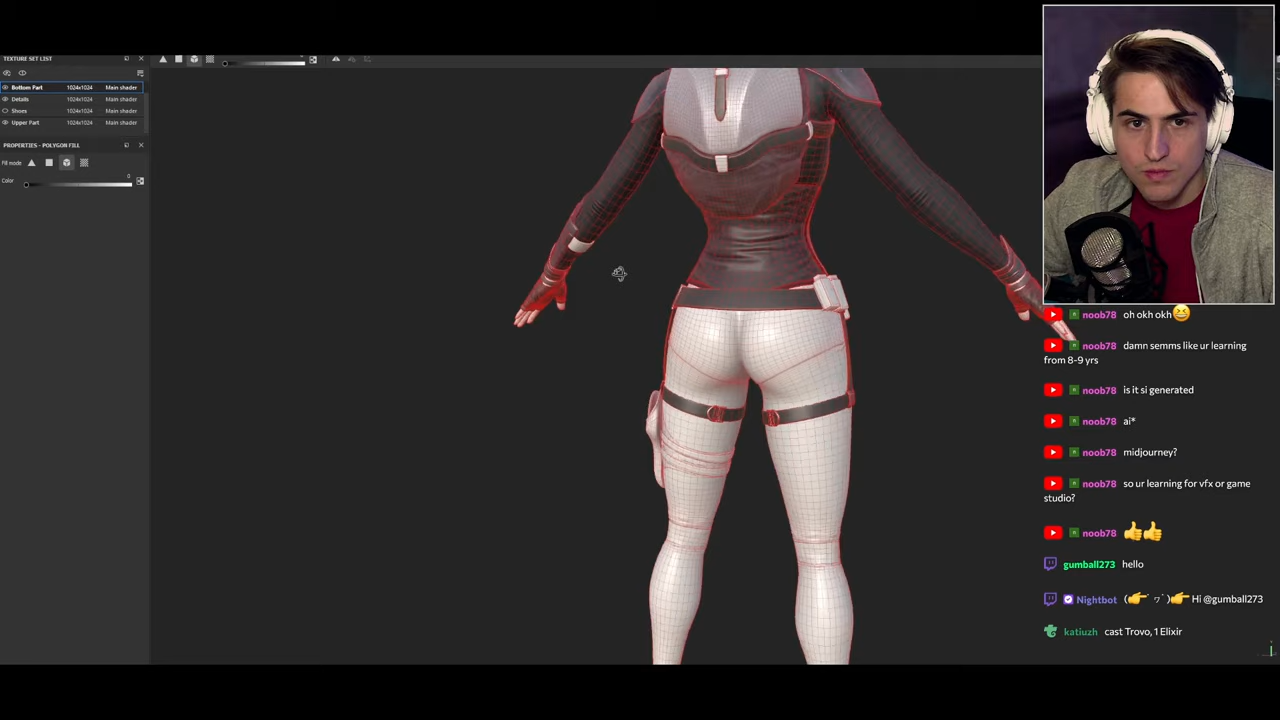 TEXTURE SET LIST
Bottom Part 1024x1024 Main shader
Details 1024x1024 Main shader
Shoes 1024x1024 Main shader
Upper Part 1024x1024 Main shader
PROPERTIES - POLYGON FILL
Fill mode
Color 0
noob78 oh okh okh😆
noob78 damn semms like ur learning
from 8-9 yrs
noob78 is it si generated
noob78 ai*
noob78 midjourney?
noob78 so ur learning for vfx or game
studio?
noob78 👍👍
gumball273 hello
Nightbot (👉ﾟヮﾟ)👉 Hi @gumball273
katiuzh cast Trovo, 1 Elixir